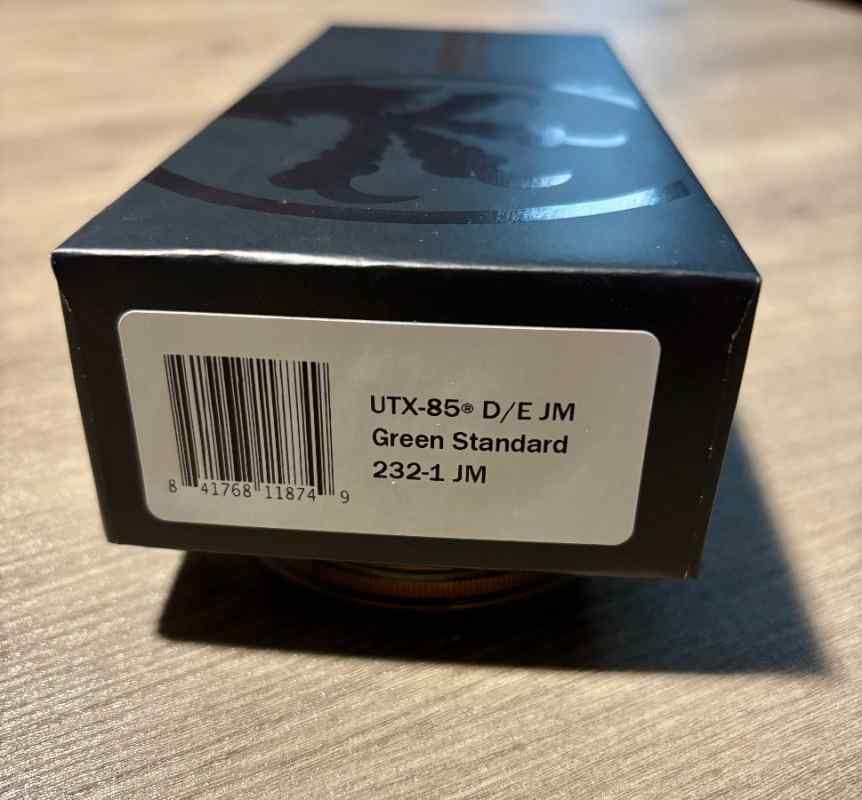 UTX-85® D/E JM
Green Standard
232-1 JM
8 41768 11874 9